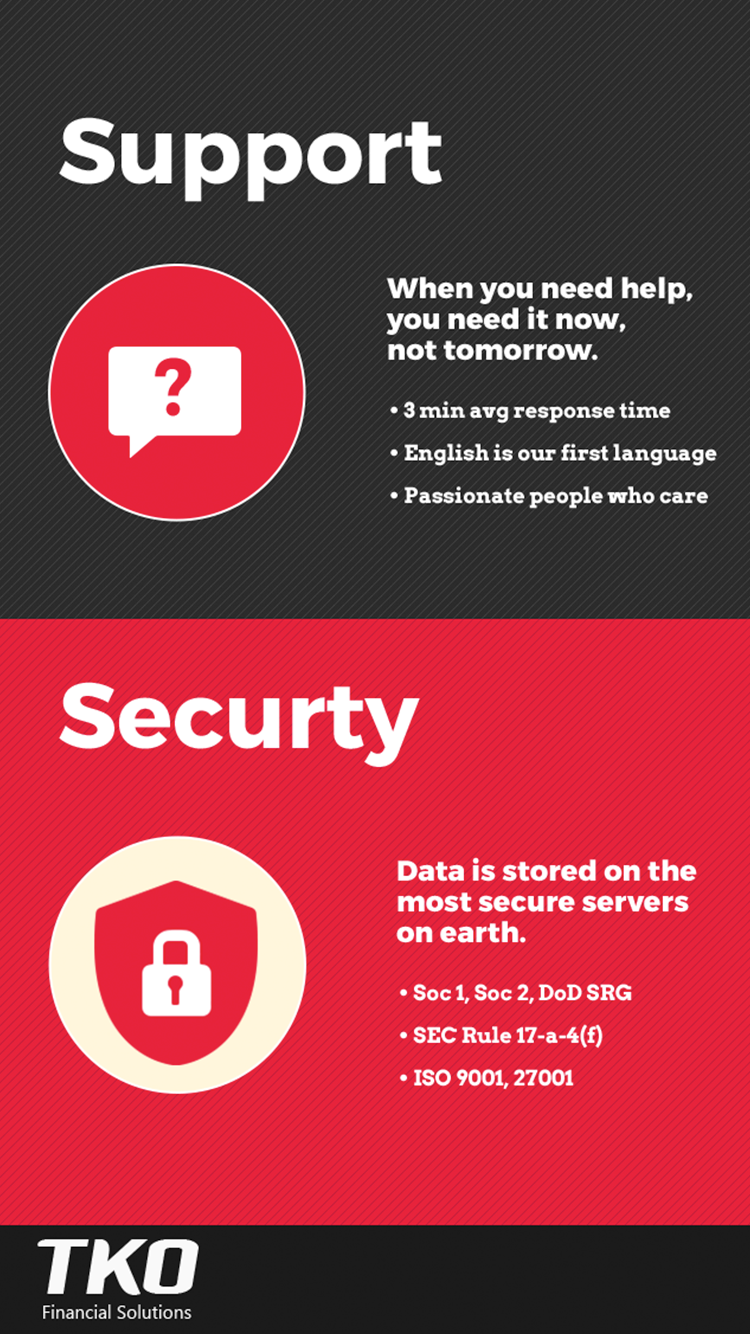 Support
?
When you need help,
you need it now,
not tomorrow.
• 3 min avg response time
• English is our first language
• Passionate people who care
Securty
Data is stored on the
most secure servers
on earth.
• Soc 1, Soc 2, DoD SRG
• SEC Rule 17-a-4(f)
• ISO 9001, 27001
TKO
Financial Solutions